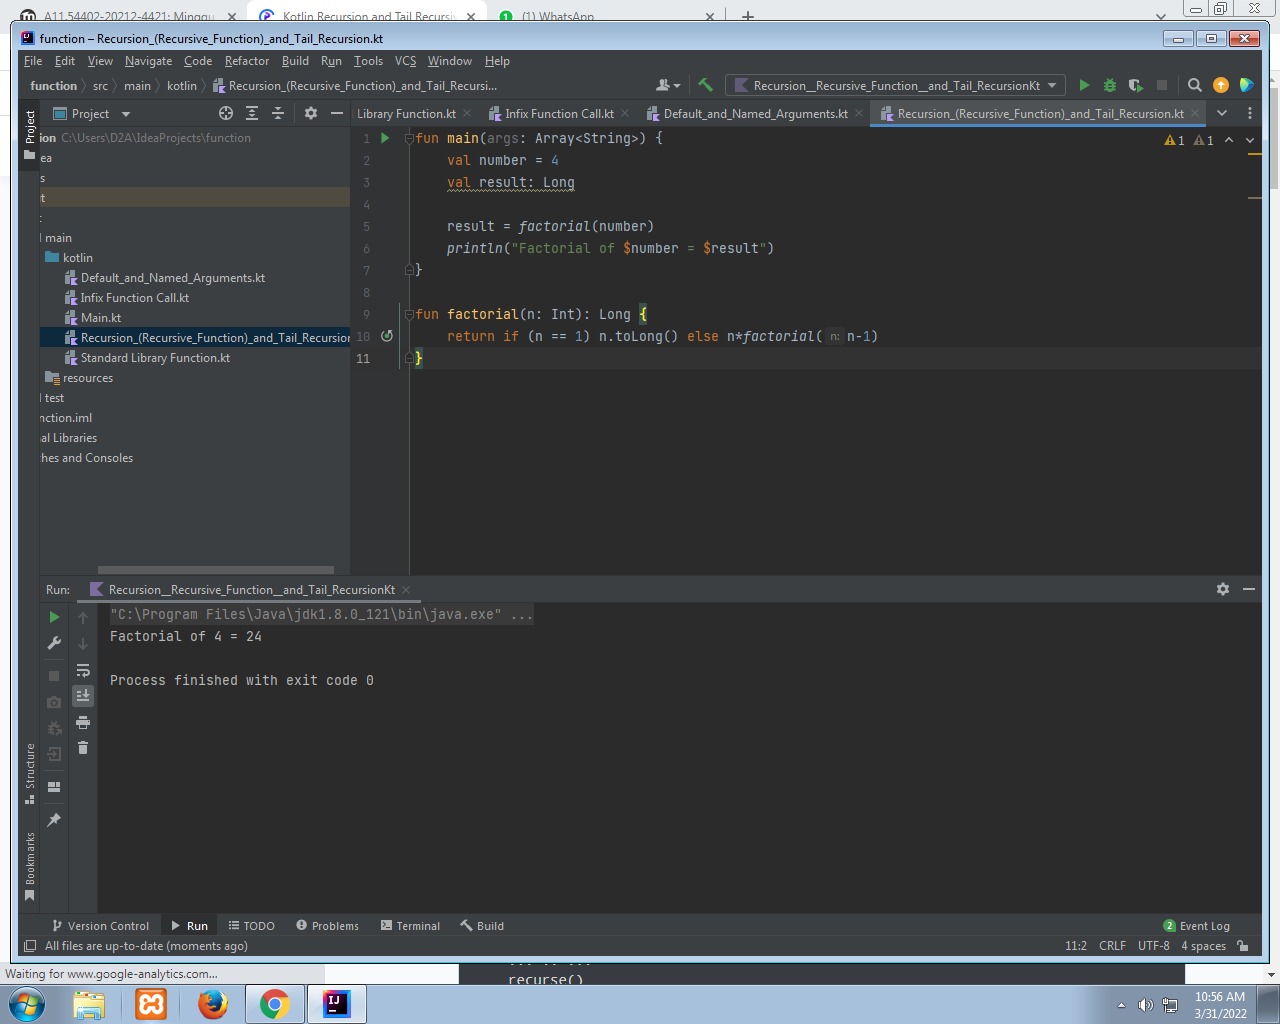 A11.54402-20212-4421: Minggu
Kotlin Recursion and Tail Recursiv
(1) WhatsApp
function – Recursion_(Recursive_Function)_and_Tail_Recursion.kt
File Edit View Navigate Code Refactor Build Run Tools VCS Window Help
function src main kotlin Recursion_(Recursive_Function)_and_Tail_Recursi...
Recursion__Recursive_Function__and_Tail_RecursionKt
Project
Project
Library Function.kt
Infix Function Call.kt
Default_and_Named_Arguments.kt
Recursion_(Recursive_Function)_and_Tail_Recursion.kt
ion C:\Users\D2A\IdeaProjects\function
ea
s
t
:
l main
kotlin
Default_and_Named_Arguments.kt
Infix Function Call.kt
Main.kt
Recursion_(Recursive_Function)_and_Tail_Recursion
Standard Library Function.kt
resources
l test
nction.iml
al Libraries
ches and Consoles
1 fun main(args: Array<String>) {
2 val number = 4
3 val result: Long
4
5 result = factorial(number)
6 println("Factorial of $number = $result")
7 }
8
9 fun factorial(n: Int): Long {
10 return if (n == 1) n.toLong() else n*factorial( n: n-1)
11 }
1 1
Run: Recursion__Recursive_Function__and_Tail_RecursionKt
"C:\Program Files\Java\jdk1.8.0_121\bin\java.exe" ...
Factorial of 4 = 24
Process finished with exit code 0
Structure
Bookmarks
Version Control Run TODO Problems Terminal Build
2 Event Log
All files are up-to-date (moments ago)
11:2 CRLF UTF-8 4 spaces
Waiting for www.google-analytics.com...
recurse()
10:56 AM
3/31/2022